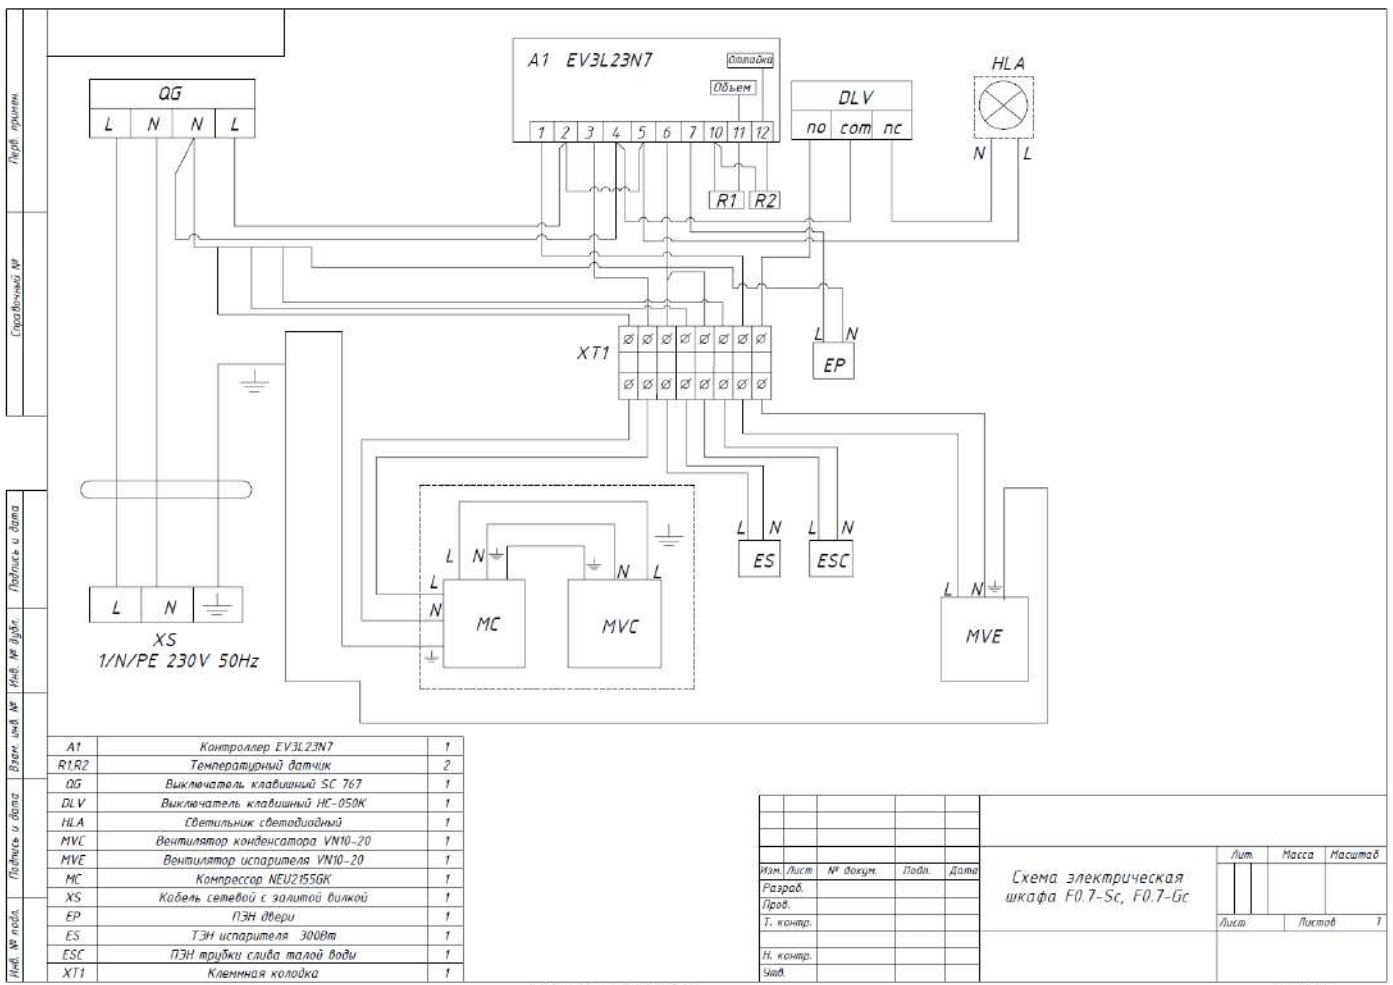 A1 EV3L23N7
Оттайка
Объем
1 2 3 4 5 6 7 10 11 12
QG
L N N L
DLV
no com nc
HLA
N L
R1 R2
XT1
L N
EP
L N
ES
L N
ESC
L N
MVE
L N
L
N
MC
N L
MVC
L N
XS
1/N/PE 230V 50Hz
A1 Контроллер EV3L23N7 1
R1,R2 Температурный датчик 2
QG Выключатель клавишный SC 767 1
DLV Выключатель клавишный HC-050K 1
HLA Светильник светодиодный 1
MVC Вентилятор конденсатора VN10-20 1
MVE Вентилятор испарителя VN10-20 1
MC Компрессор NEU2155GK 1
XS Кабель сетевой с залитой вилкой 1
EP ПЭН двери 1
ES ТЭН испарителя 300Вт 1
ESC ПЭН трубки слива талой воды 1
XT1 Клеммная колодка 1
Перв. примен.
Справочный №
Подпись и дата
Инв. № дубл.
Взам. инв. №
Подпись и дата
Инв. № подл.
Изм. Лист № докум. Подп. Дата
Разраб.
Пров.
Т. контр.
Н. контр.
Утв.
Схема электрическая
шкафа F0.7-Sc, F0.7-Gc
Лит. Масса Масштаб
Лист Листов 1